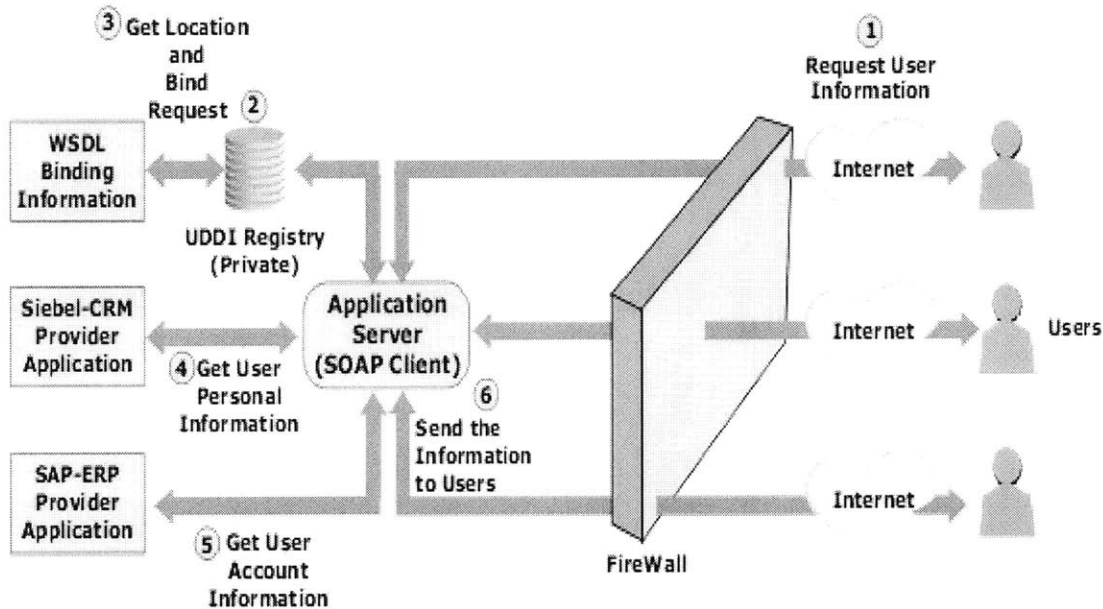 3 Get Location
and
Bind
Request 2
1
Request User
Information
WSDL
Binding
Information
Internet
UDDI Registry
(Private)
Siebel-CRM
Provider
Application
Application
Server
(SOAP Client)
Internet
Users
4 Get User
Personal
Information
6
Send the
Information
to Users
SAP-ERP
Provider
Application
Internet
5 Get User
Account
Information
FireWall